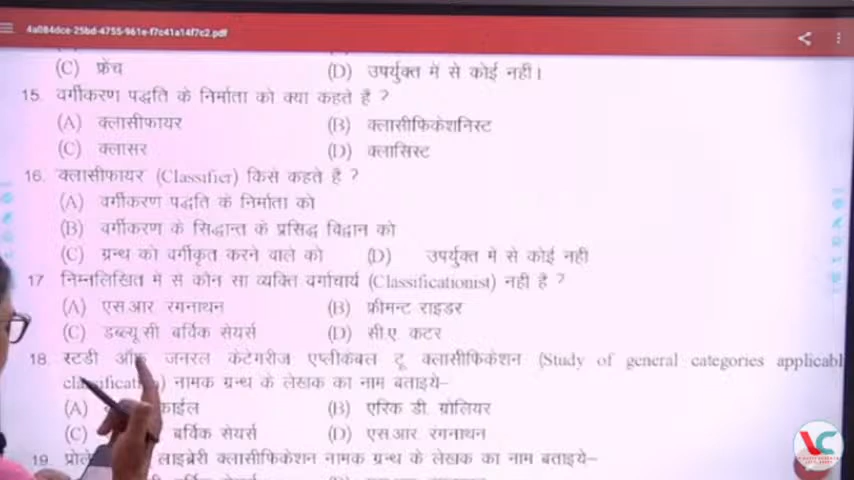 4a084dce-25bd-4755-961e-f7c41a14f7c2.pdf
(C) फ्रेंच (D) उपर्युक्त में से कोई नहीं।
15. वर्गीकरण पद्धति के निर्माता को क्या कहते है ?
(A) क्लासीफायर (B) क्लासीफिकेशनिस्ट
(C) क्लासर (D) क्लासिस्ट
16. क्लासीफायर (Classifier) किसे कहते है ?
(A) वर्गीकरण पद्धति के निर्माता को
(B) वर्गीकरण के सिद्धान्त के प्रसिद्ध विद्वान को
(C) ग्रन्थ को वर्गीकृत करने वाले को (D) उपर्युक्त में से कोई नही
17 निम्नलिखित में से कौन सा व्यक्ति वर्गाचार्य (Classificationist) नही है ?
(A) एस.आर रगनाथन (B) फ्रीमन्ट राइडर
(C) डब्ल्यू सी बर्विक सेयर्स (D) सी.ए. कटर
18. स्टडी ऑफ जनरल केटेगरीज एप्लीकेबल टू क्लासीफिकेशन (Study of general categories applicabl
नामक ग्रन्थ के लेखक का नाम बताइये–
(A) (B) एरिक डी. ग्रोलियर
(C) बर्विक सेयर्स (D) एस.आर. रगनाथन
19. लाइब्रेरी क्लासीफिकेशन नामक ग्रन्थ के लेखक का नाम बताइये–
VC